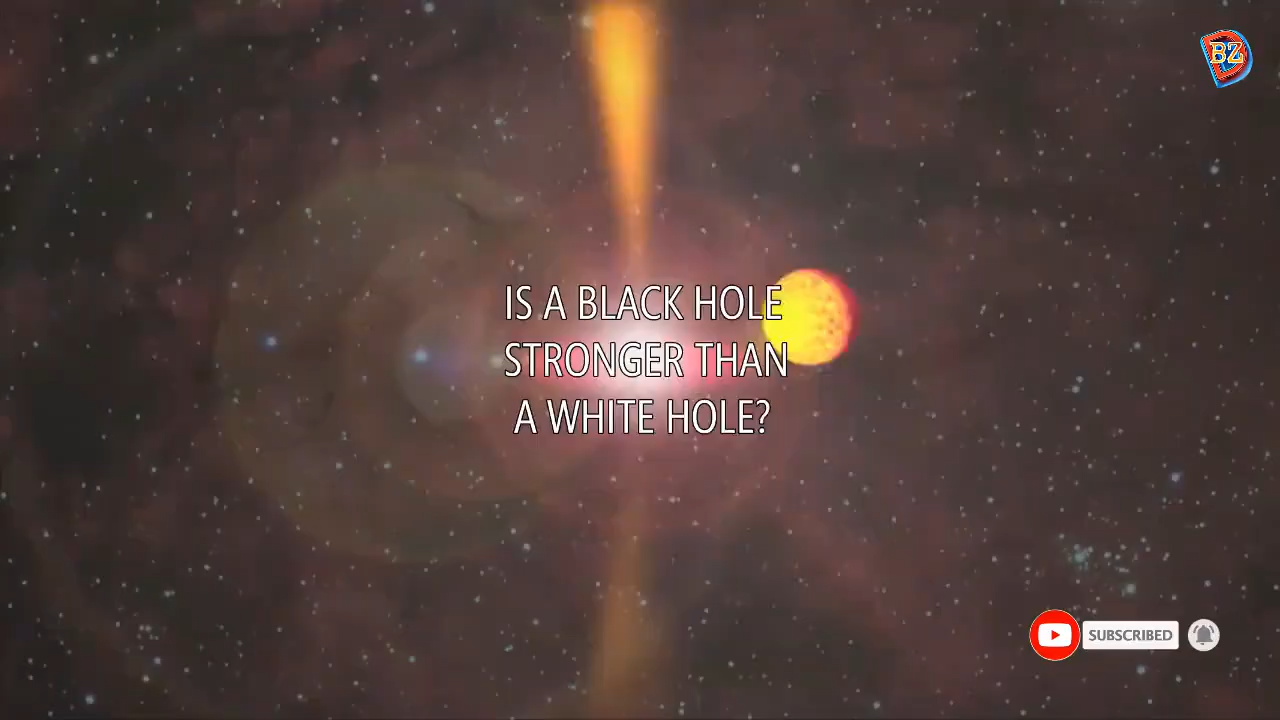 BZ
IS A BLACK HOLE
STRONGER THAN
A WHITE HOLE?
SUBSCRIBED